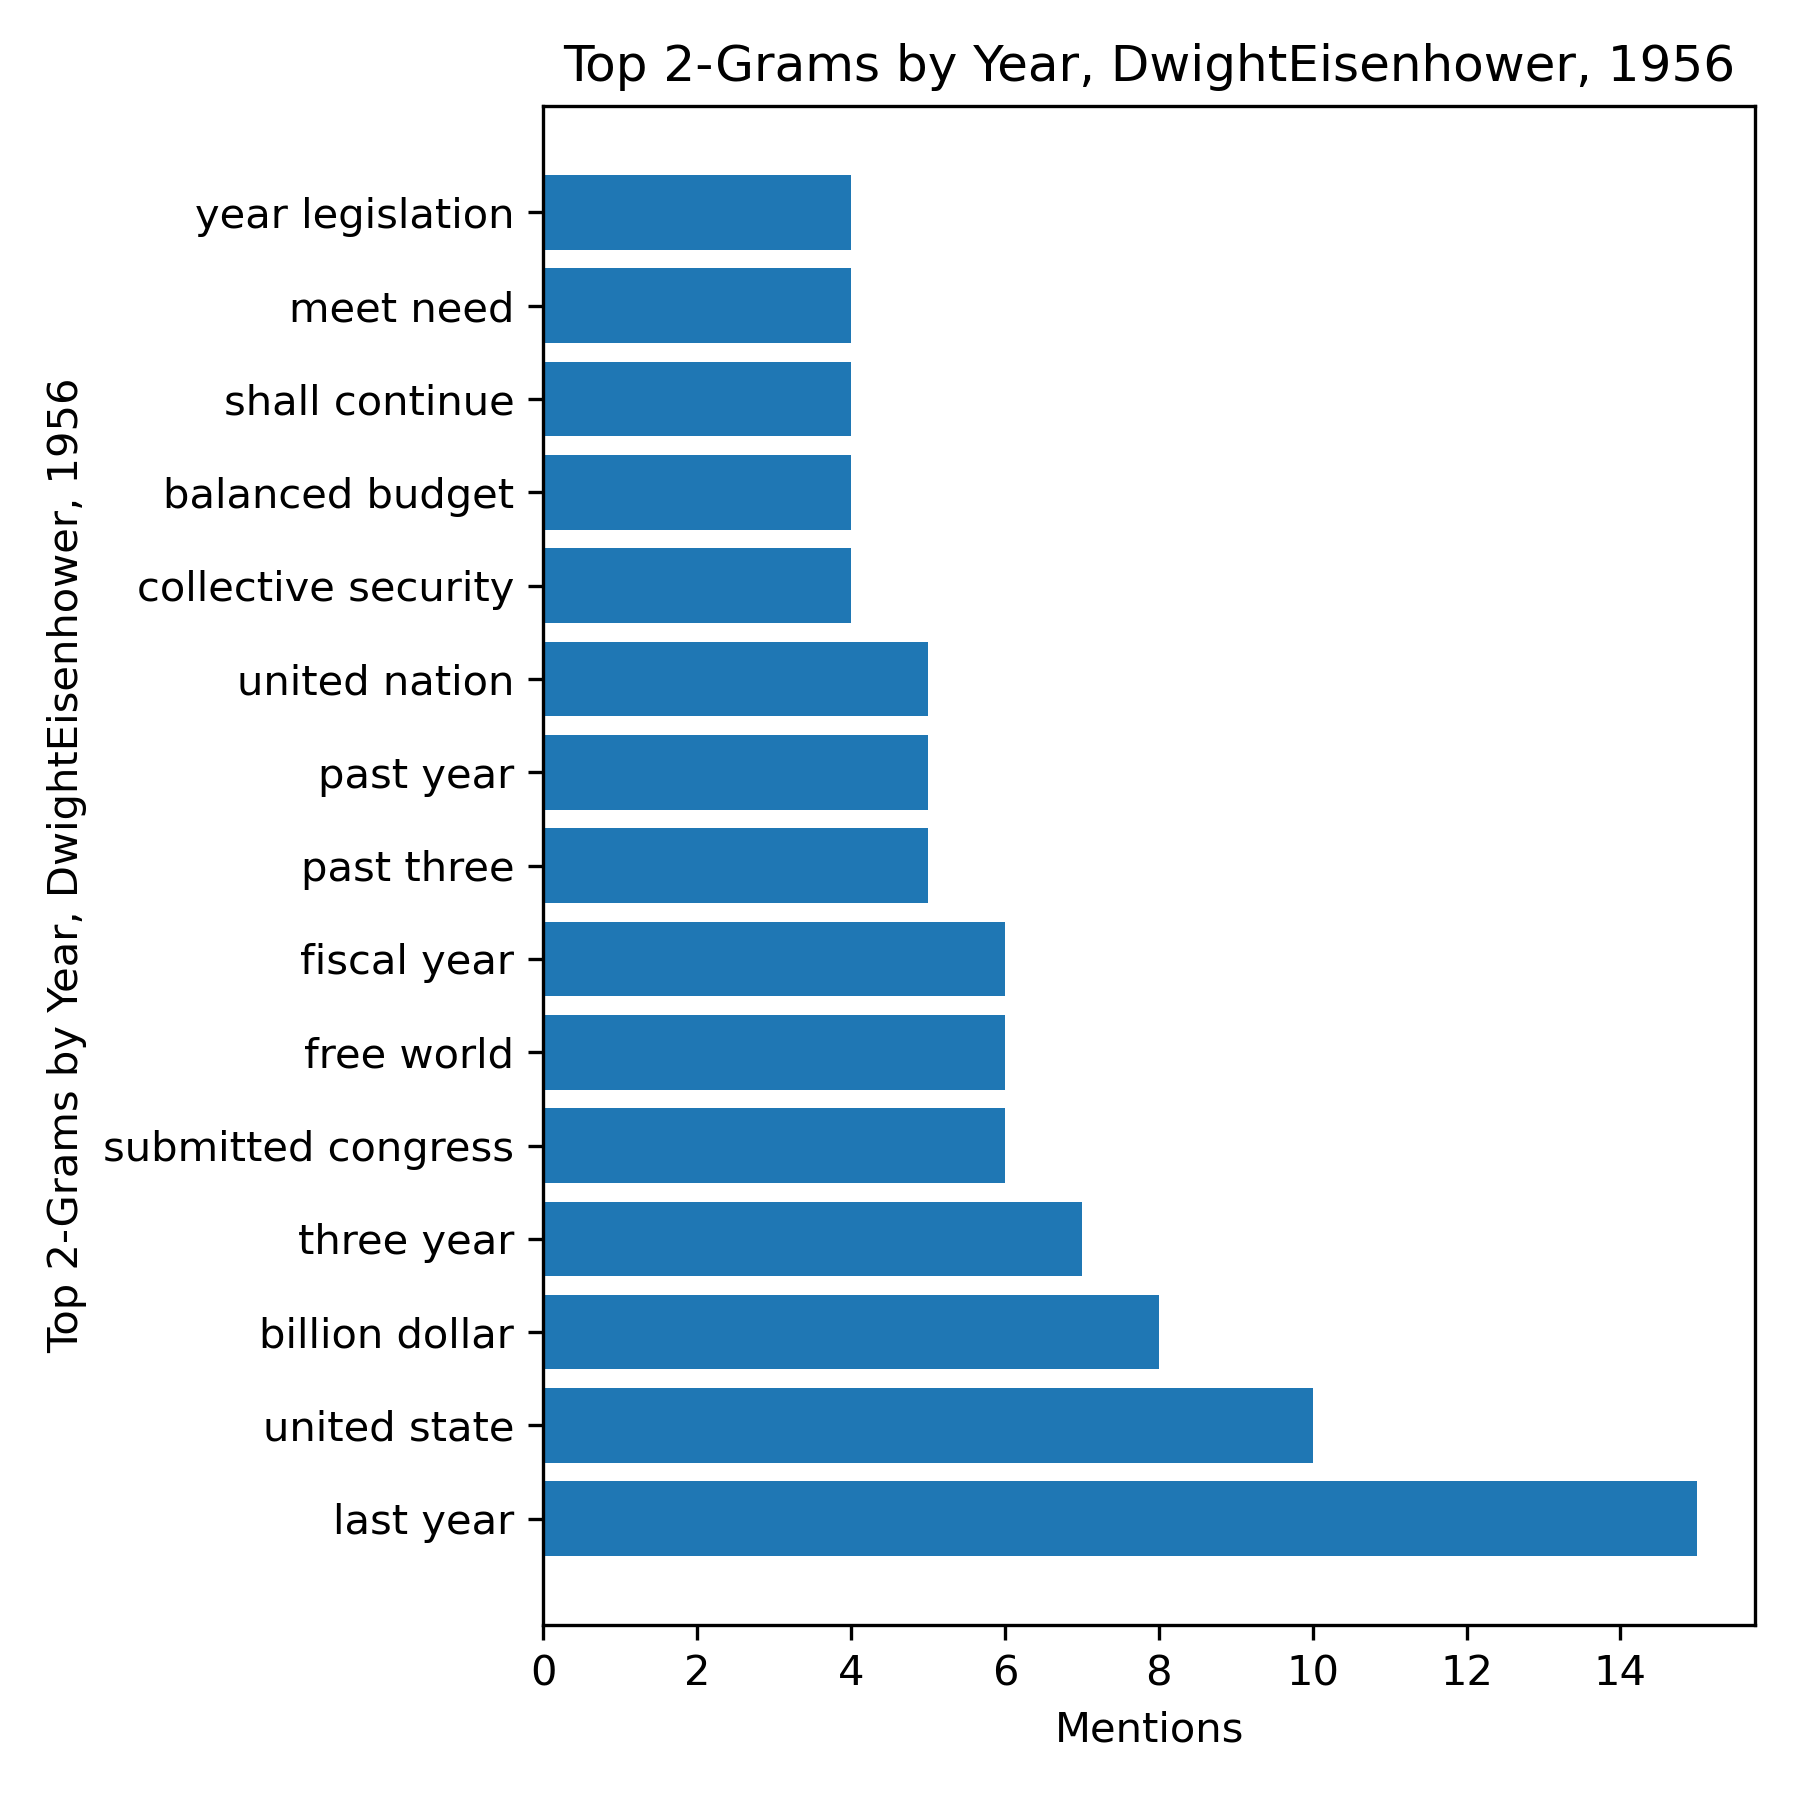 Top 2-Grams by Year, DwightEisenhower, 1956
Top 2-Grams by Year, DwightEisenhower, 1956
year legislation
meet need
shall continue
balanced budget
collective security
united nation
past year
past three
fiscal year
free world
submitted congress
three year
billion dollar
united state
last year
0 2 4 6 8 10 12 14
Mentions